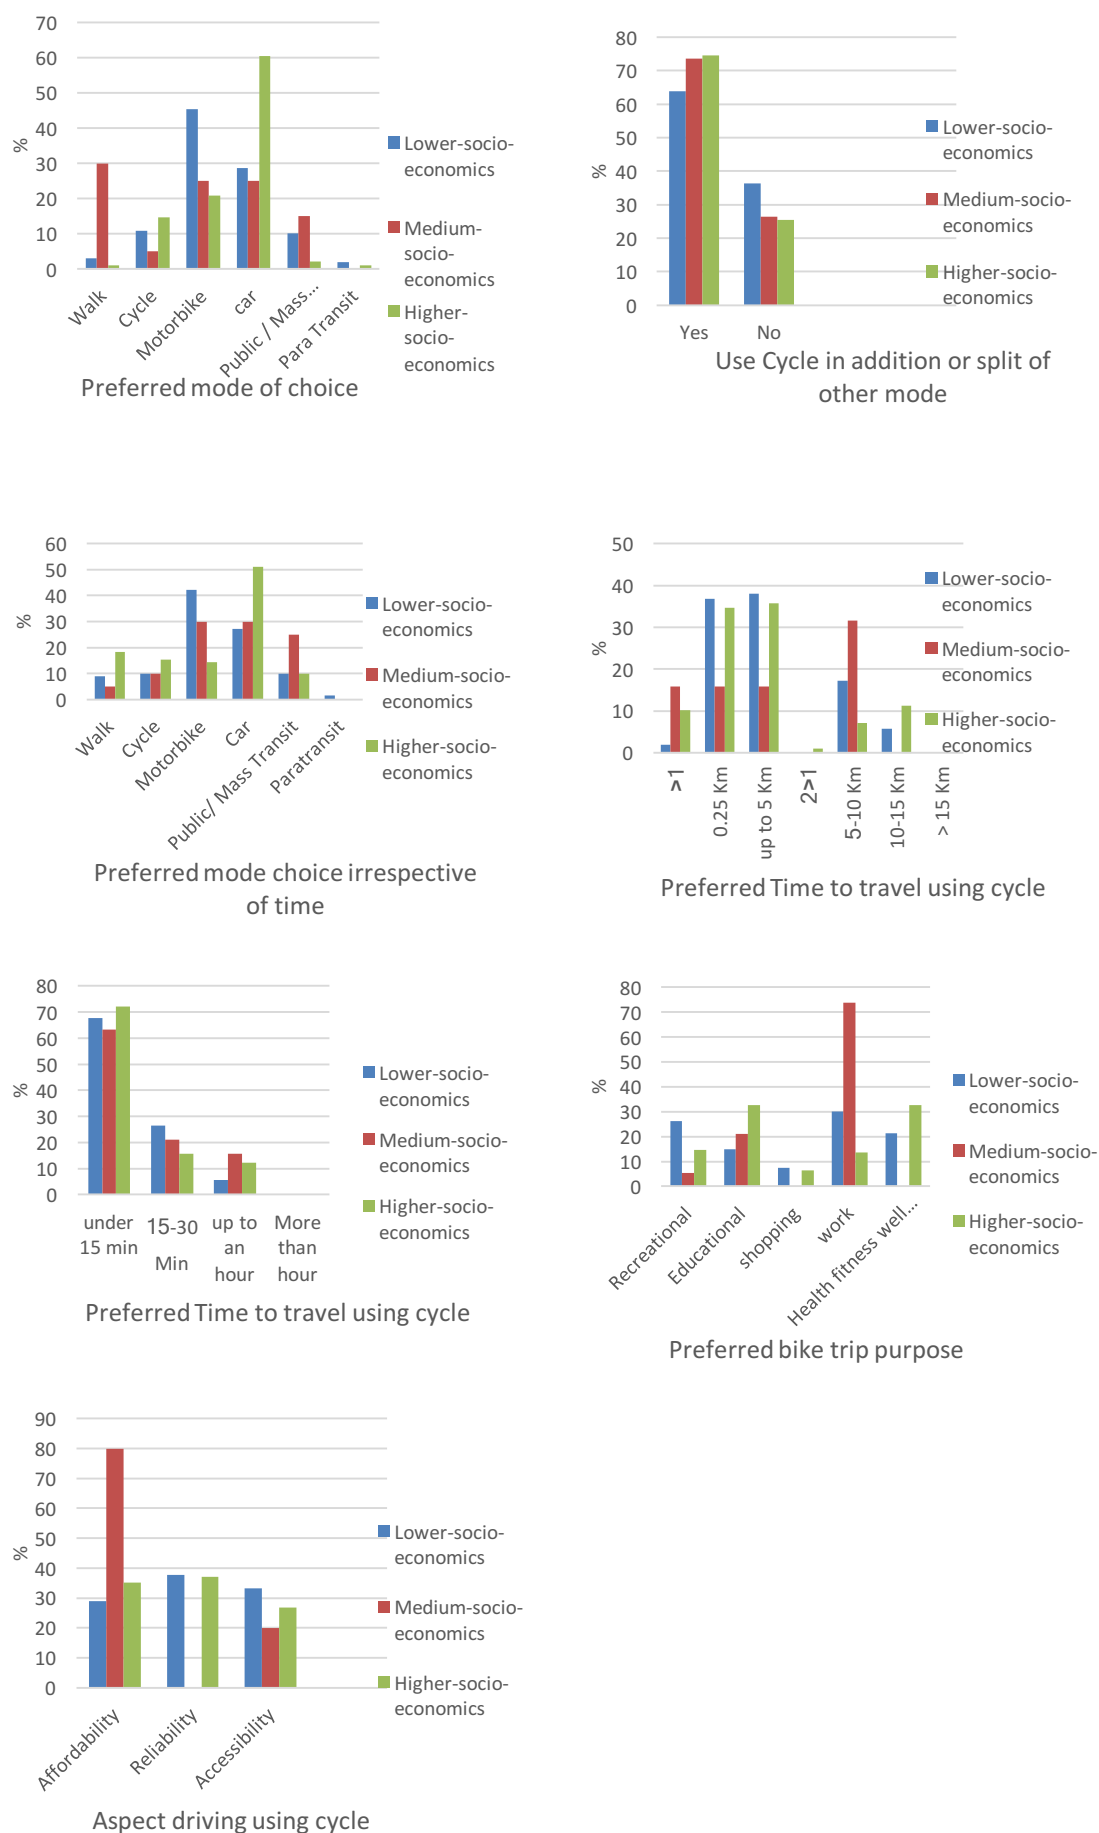 70
60
50
40
30
20
10
0
%
Walk
Cycle
Motorbike
car
Public / Mass...
Para Transit
Preferred mode of choice
Lower-socio-
economics
Medium-
socio-
economics
Higher-
socio-
economics
80
70
60
50
40
30
20
10
0
%
Yes
No
Use Cycle in addition or split of
other mode
Lower-socio-
economics
Medium-socio-
economics
Higher-socio-
economics
60
50
40
30
20
10
0
%
Walk
Cycle
Motorbike
Car
Public/ Mass Transit
Paratransit
Preferred mode choice irrespective
of time
Lower-socio-
economics
Medium-socio-
economics
Higher-socio-
economics
50
40
30
20
10
0
%
>1
0.25 Km
up to 5 Km
2>1
5-10 Km
10-15 Km
> 15 Km
Preferred Time to travel using cycle
Lower-socio-
economics
Medium-socio-
economics
Higher-socio-
economics
80
70
60
50
40
30
20
10
0
%
under
15 min
15-30
Min
up to
an
hour
More
than
hour
Preferred Time to travel using cycle
Lower-socio-
economics
Medium-socio-
economics
Higher-socio-
economics
80
70
60
50
40
30
20
10
0
%
Recreational
Educational
shopping
work
Health fitness well...
Preferred bike trip purpose
Lower-socio-
economics
Medium-socio-
economics
Higher-socio-
economics
90
80
70
60
50
40
30
20
10
0
%
Affordability
Reliability
Accessibility
Aspect driving using cycle
Lower-socio-
economics
Medium-socio-
economics
Higher-socio-
economics